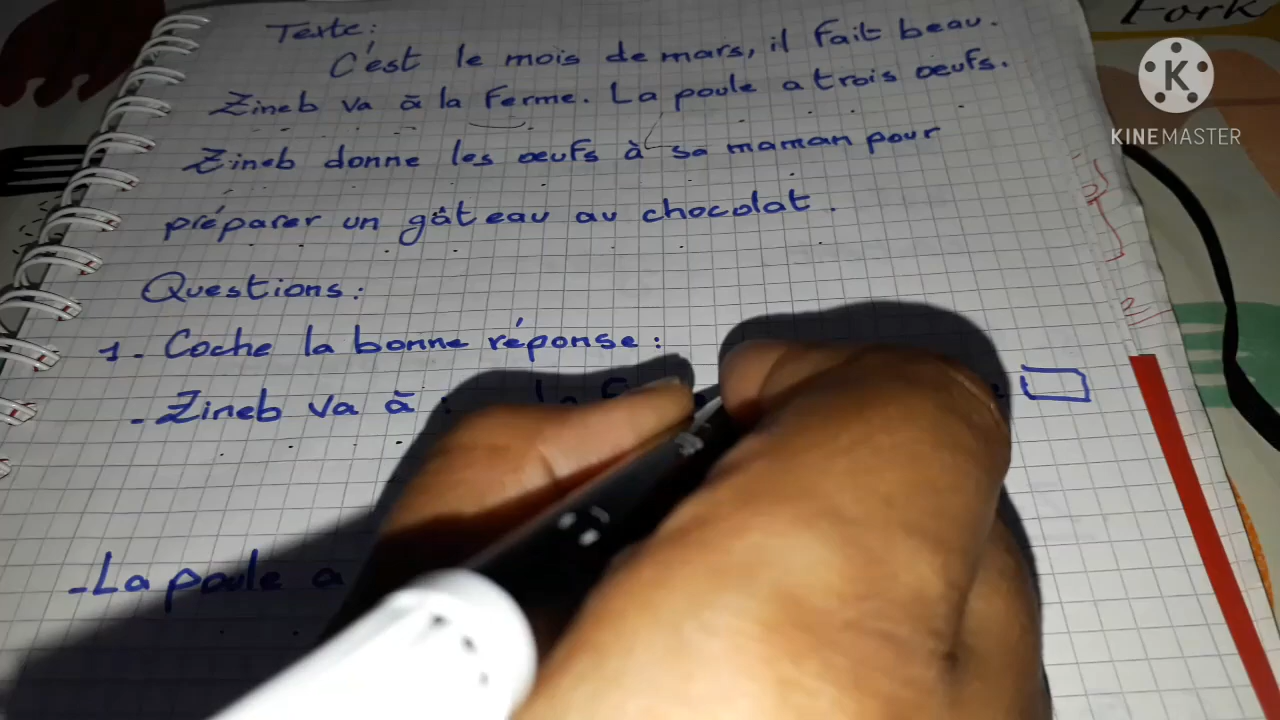 Fork
KINEMASTER
Texte:
C'est le mois de mars, il fait beau.
Zineb va à la ferme. La poule a trois oeufs.
Zineb donne les oeufs à sa maman pour
préparer un gâteau au chocolat.
Questions:
1- Coche la bonne réponse:
- Zineb va à : la
- La poule a